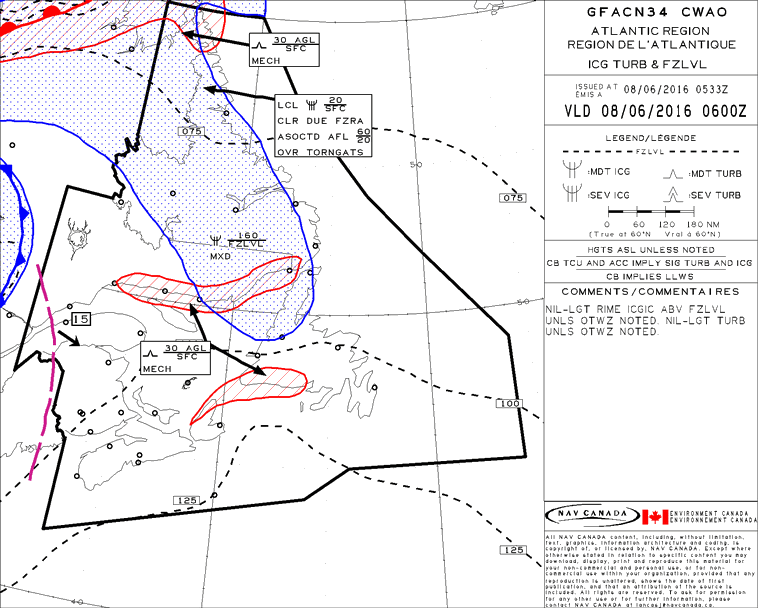 30 AGL
SFC
MECH
LCL 20
SFC
CLR DUE FZRA
ASOCTD AFL 60
20
OVR TORNGATS
075
50
075
160
FZLVL
MXD
50
15
30 AGL
SFC
MECH
100
125
125
40
GFACN34 CWAO
ATLANTIC REGION
REGION DE L'ATLANTIQUE
ICG TURB & FZLVL
ISSUED AT 08/06/2016 0533Z
ÉMIS A
VLD 08/06/2016 0600Z
LEGEND/LÉGENDE
FZLVL
:MDT ICG :MDT TURB
:SEV ICG :SEV TURB
0 60 120 180 NM
(True at 60°N Vrai à 60°N)
HGTS ASL UNLESS NOTED
CB TCU AND ACC IMPLY SIG TURB AND ICG
CB IMPLIES LLWS
COMMENTS/COMMENTAIRES
NIL-LGT RIME ICGIC ABV FZLVL
UNLS OTWZ NOTED. NIL-LGT TURB
UNLS OTWZ NOTED.
NAV CANADA
ENVIRONMENT CANADA
ENVIRONNEMENT CANADA
All NAV CANADA content, including, without limitation,
text, graphics, information architecture and coding, is
copyright of, or licensed by, NAV CANADA. Except where
otherwise stated in relation to specific content you may
download, display, print and reproduce this material for
your non-commercial and personal use, or for non-
commercial use within your organization, provided that any
reproduction is unaltered, shows the date of first
publication, and that an attribution of the source is
included. All rights are reserved. To ask for permission
for any other use or for further information, please
contact NAV CANADA at